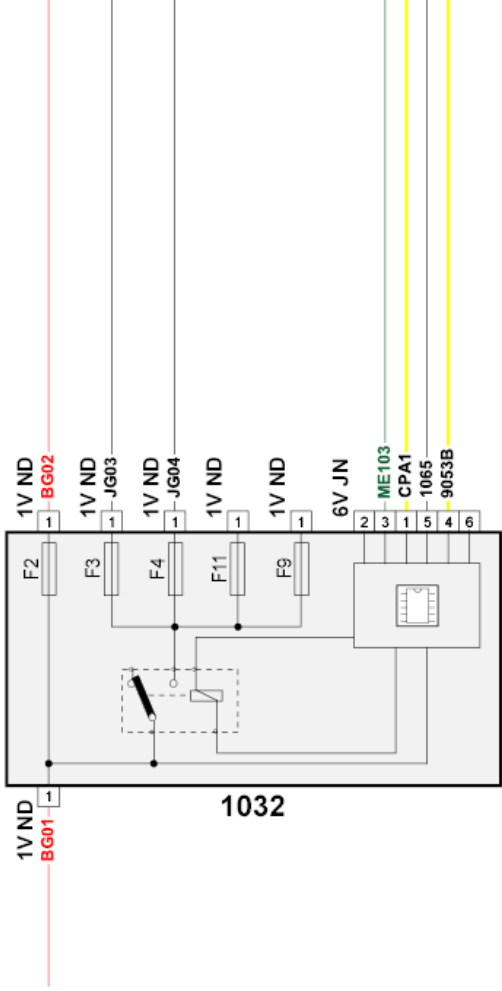 1V ND
BG02
1V ND
JG03
1V ND
JG04
1V ND
1V ND
6V JN
ME103
CPA1
1065
9053B
1
1
1
1
1
2 3 1 5 4 6
F2
F3
F4
F11
F9
1
1V ND
BG01
1032